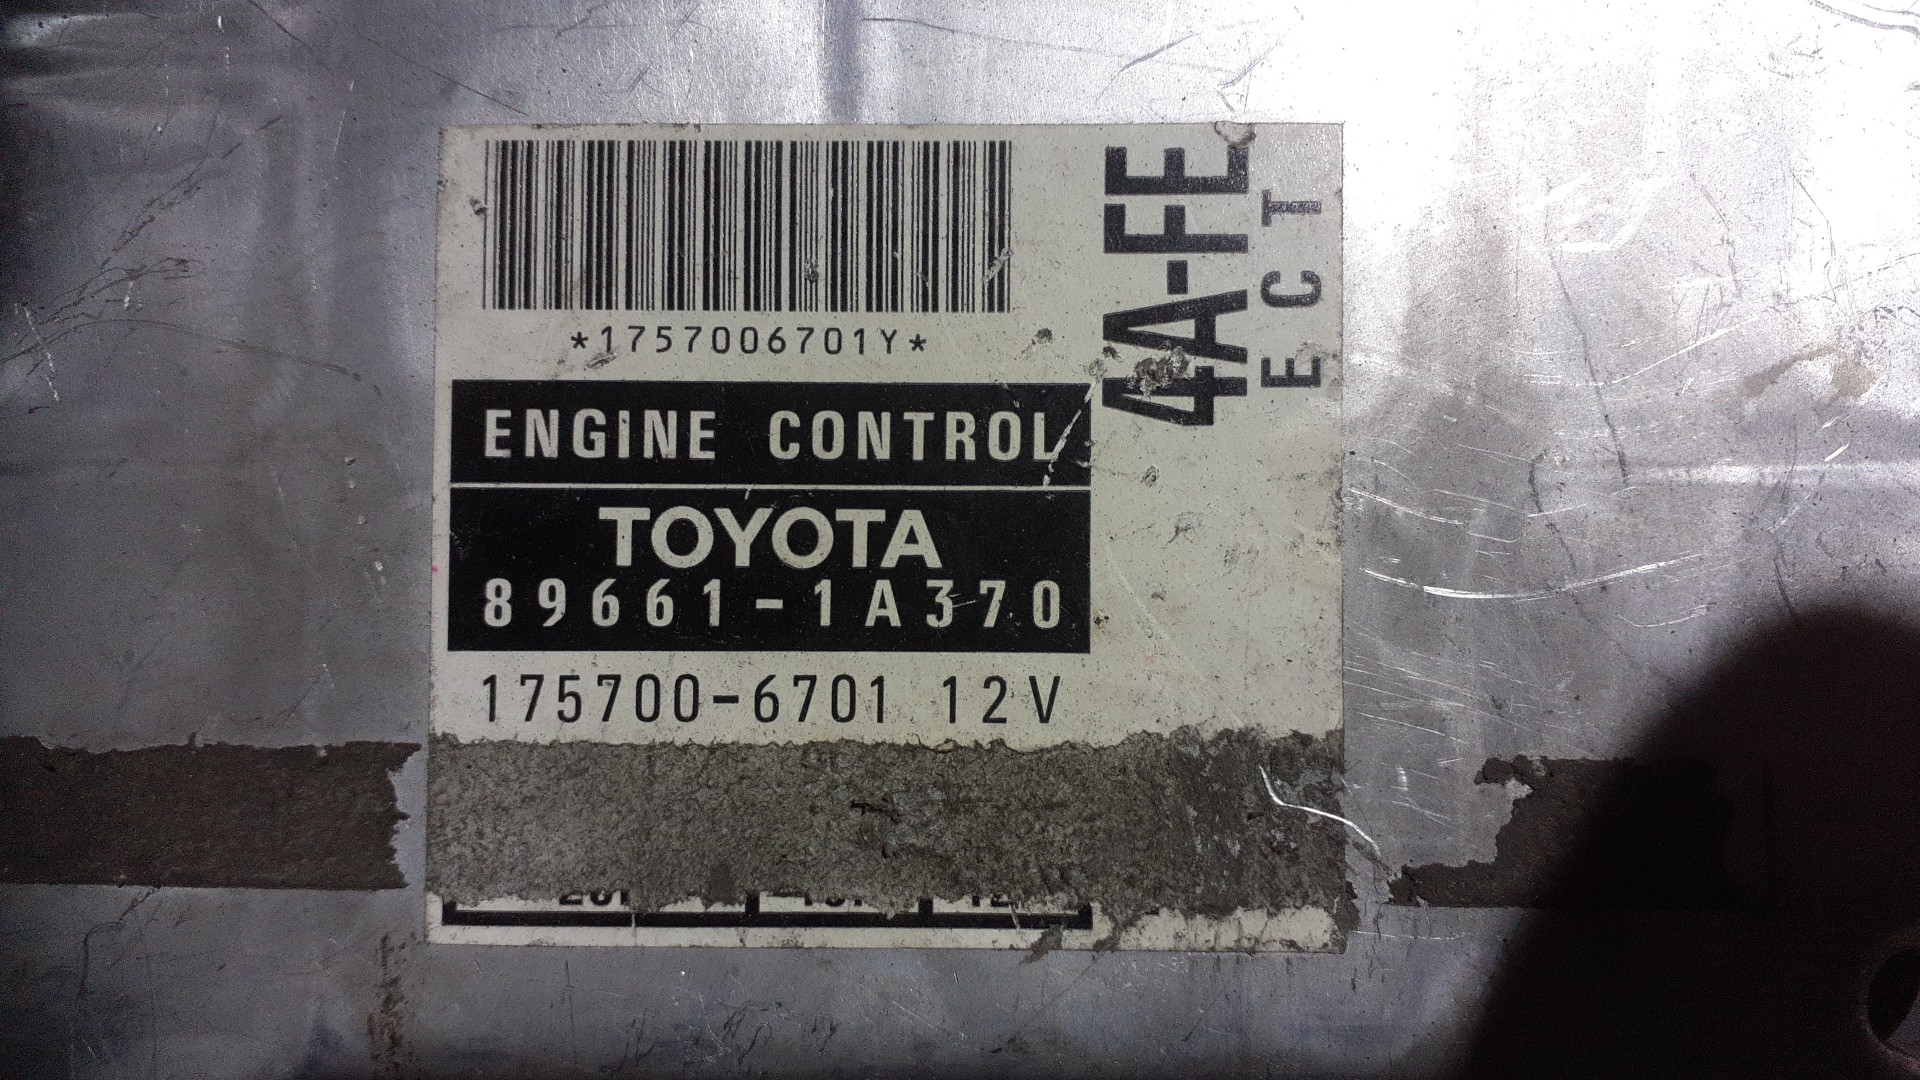 *1757006701Y*
ENGINE CONTROL
TOYOTA
89661-1A370
175700-6701 12V
4A-FE
ECT